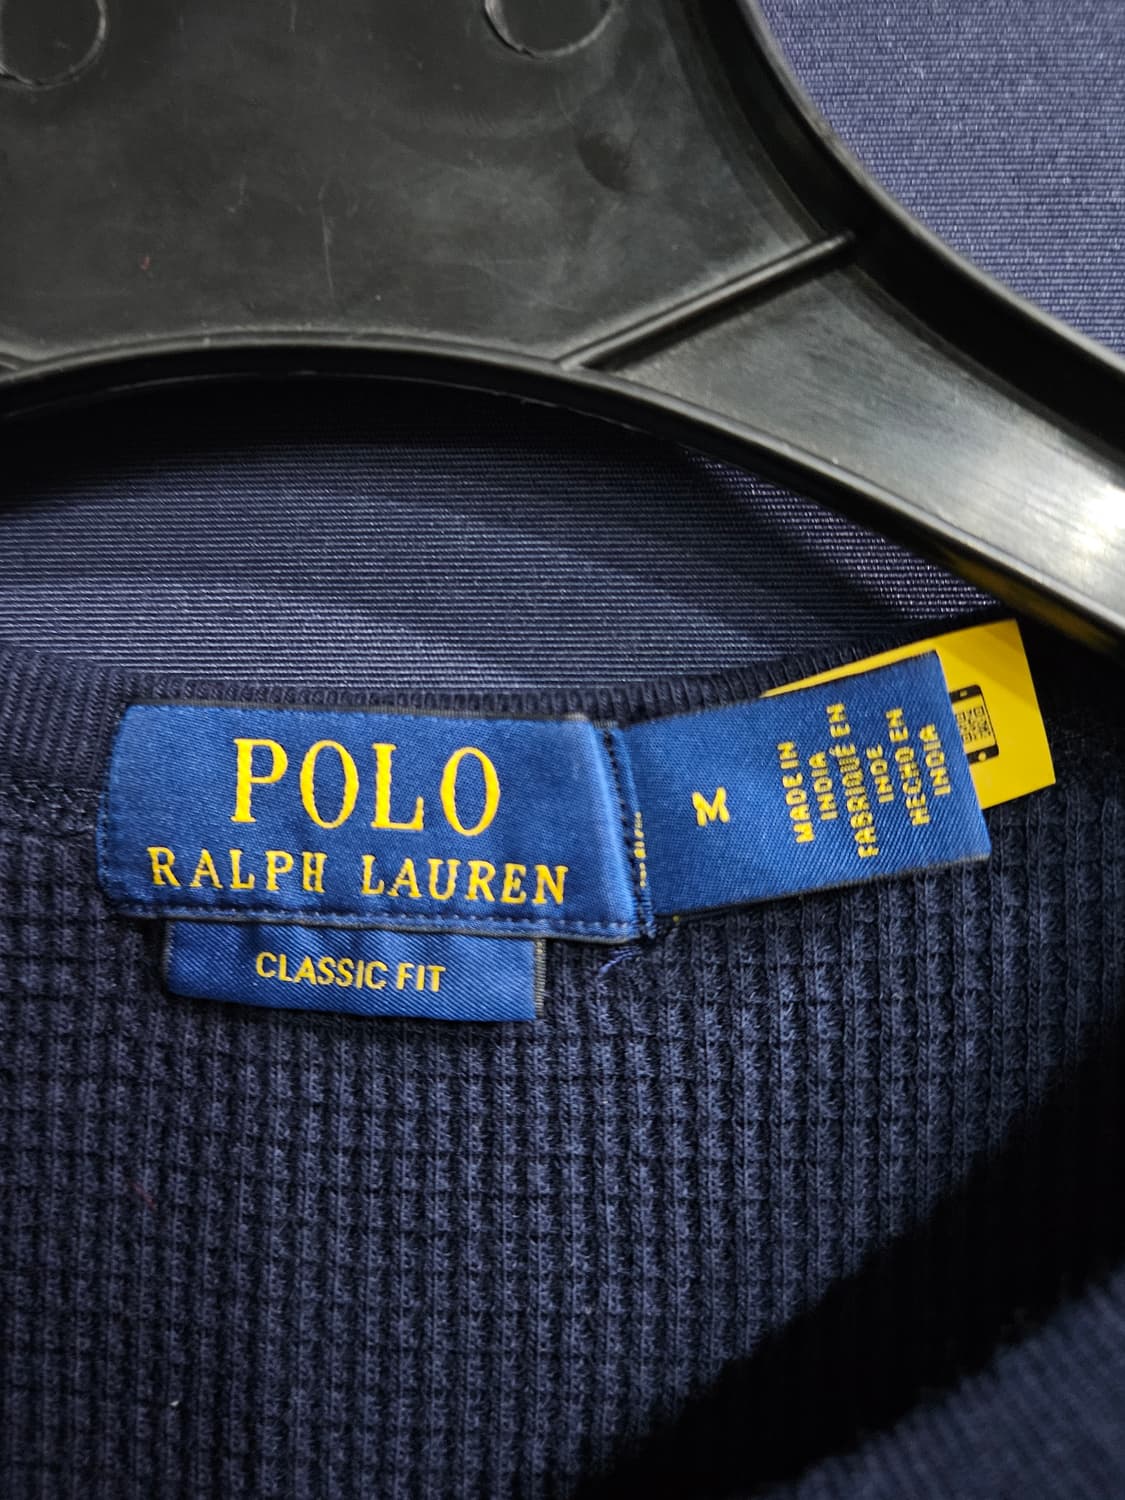 POLO
RALPH LAUREN
CLASSIC FIT
M
MADE IN
INDIA
FABRIQUÉ EN
INDE
HECHO EN
INDIA